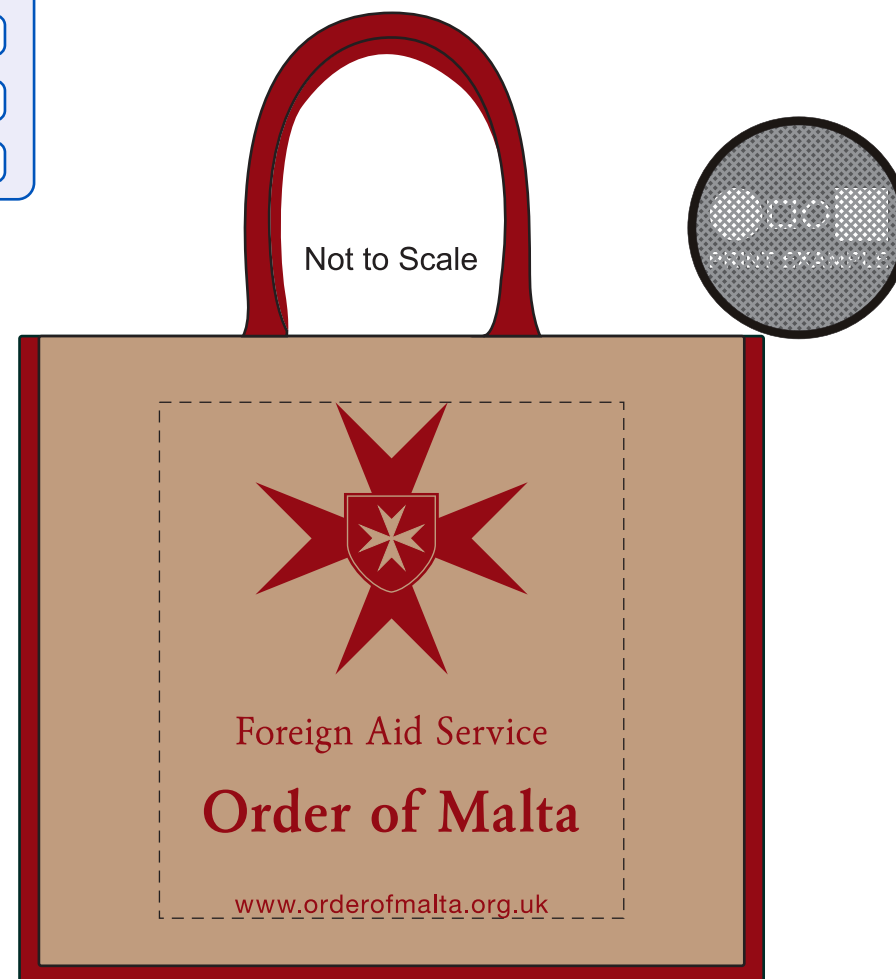 Not to Scale
PRINT EXAMPLE
Foreign Aid Service
Order of Malta
www.orderofmalta.org.uk